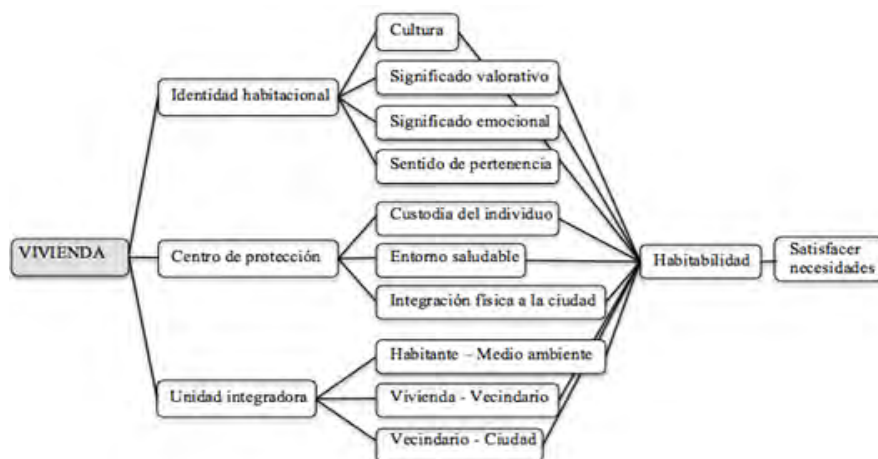 Cultura
Significado valorativo
Identidad habitacional
Significado emocional
Sentido de pertenencia
Custodia del individuo
VIVIENDA
Centro de protección
Entorno saludable
Habitabilidad
Satisfacer
necesidades
Integración física a la ciudad
Habitante – Medio ambiente
Unidad integradora
Vivienda - Vecindario
Vecindario - Ciudad